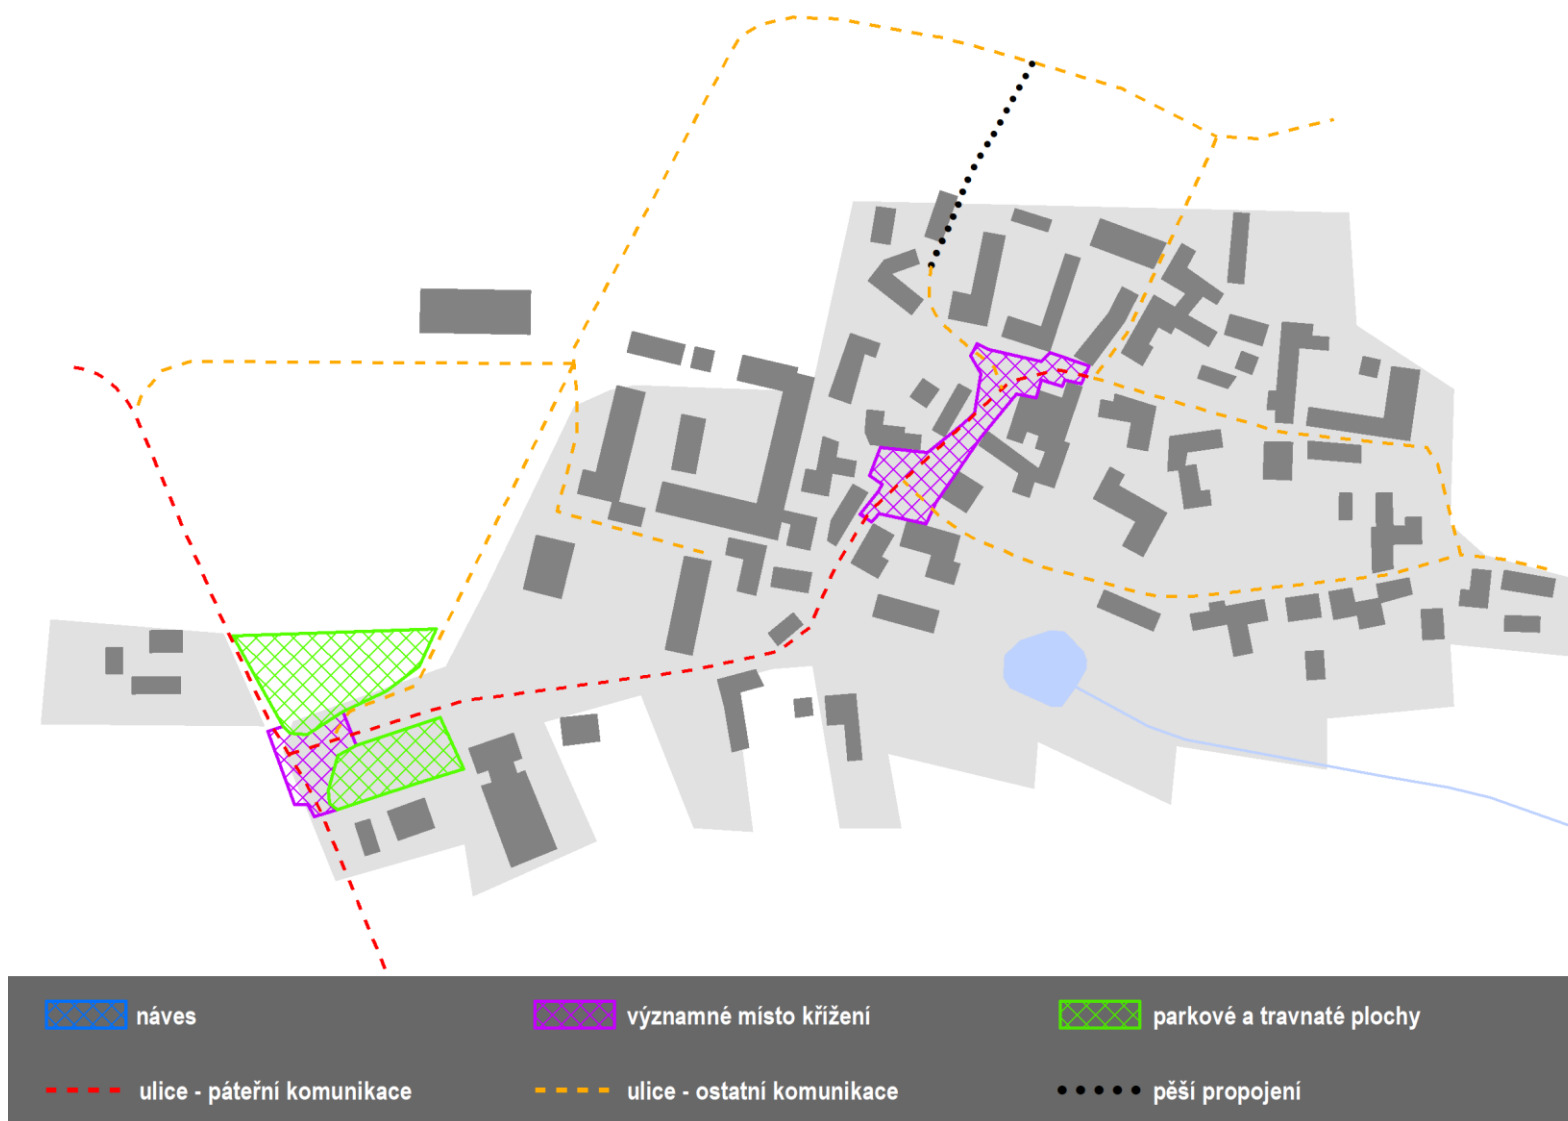 náves
významné místo křížení
parkové a travnaté plochy
ulice - páteřní komunikace
ulice - ostatní komunikace
pěší propojení